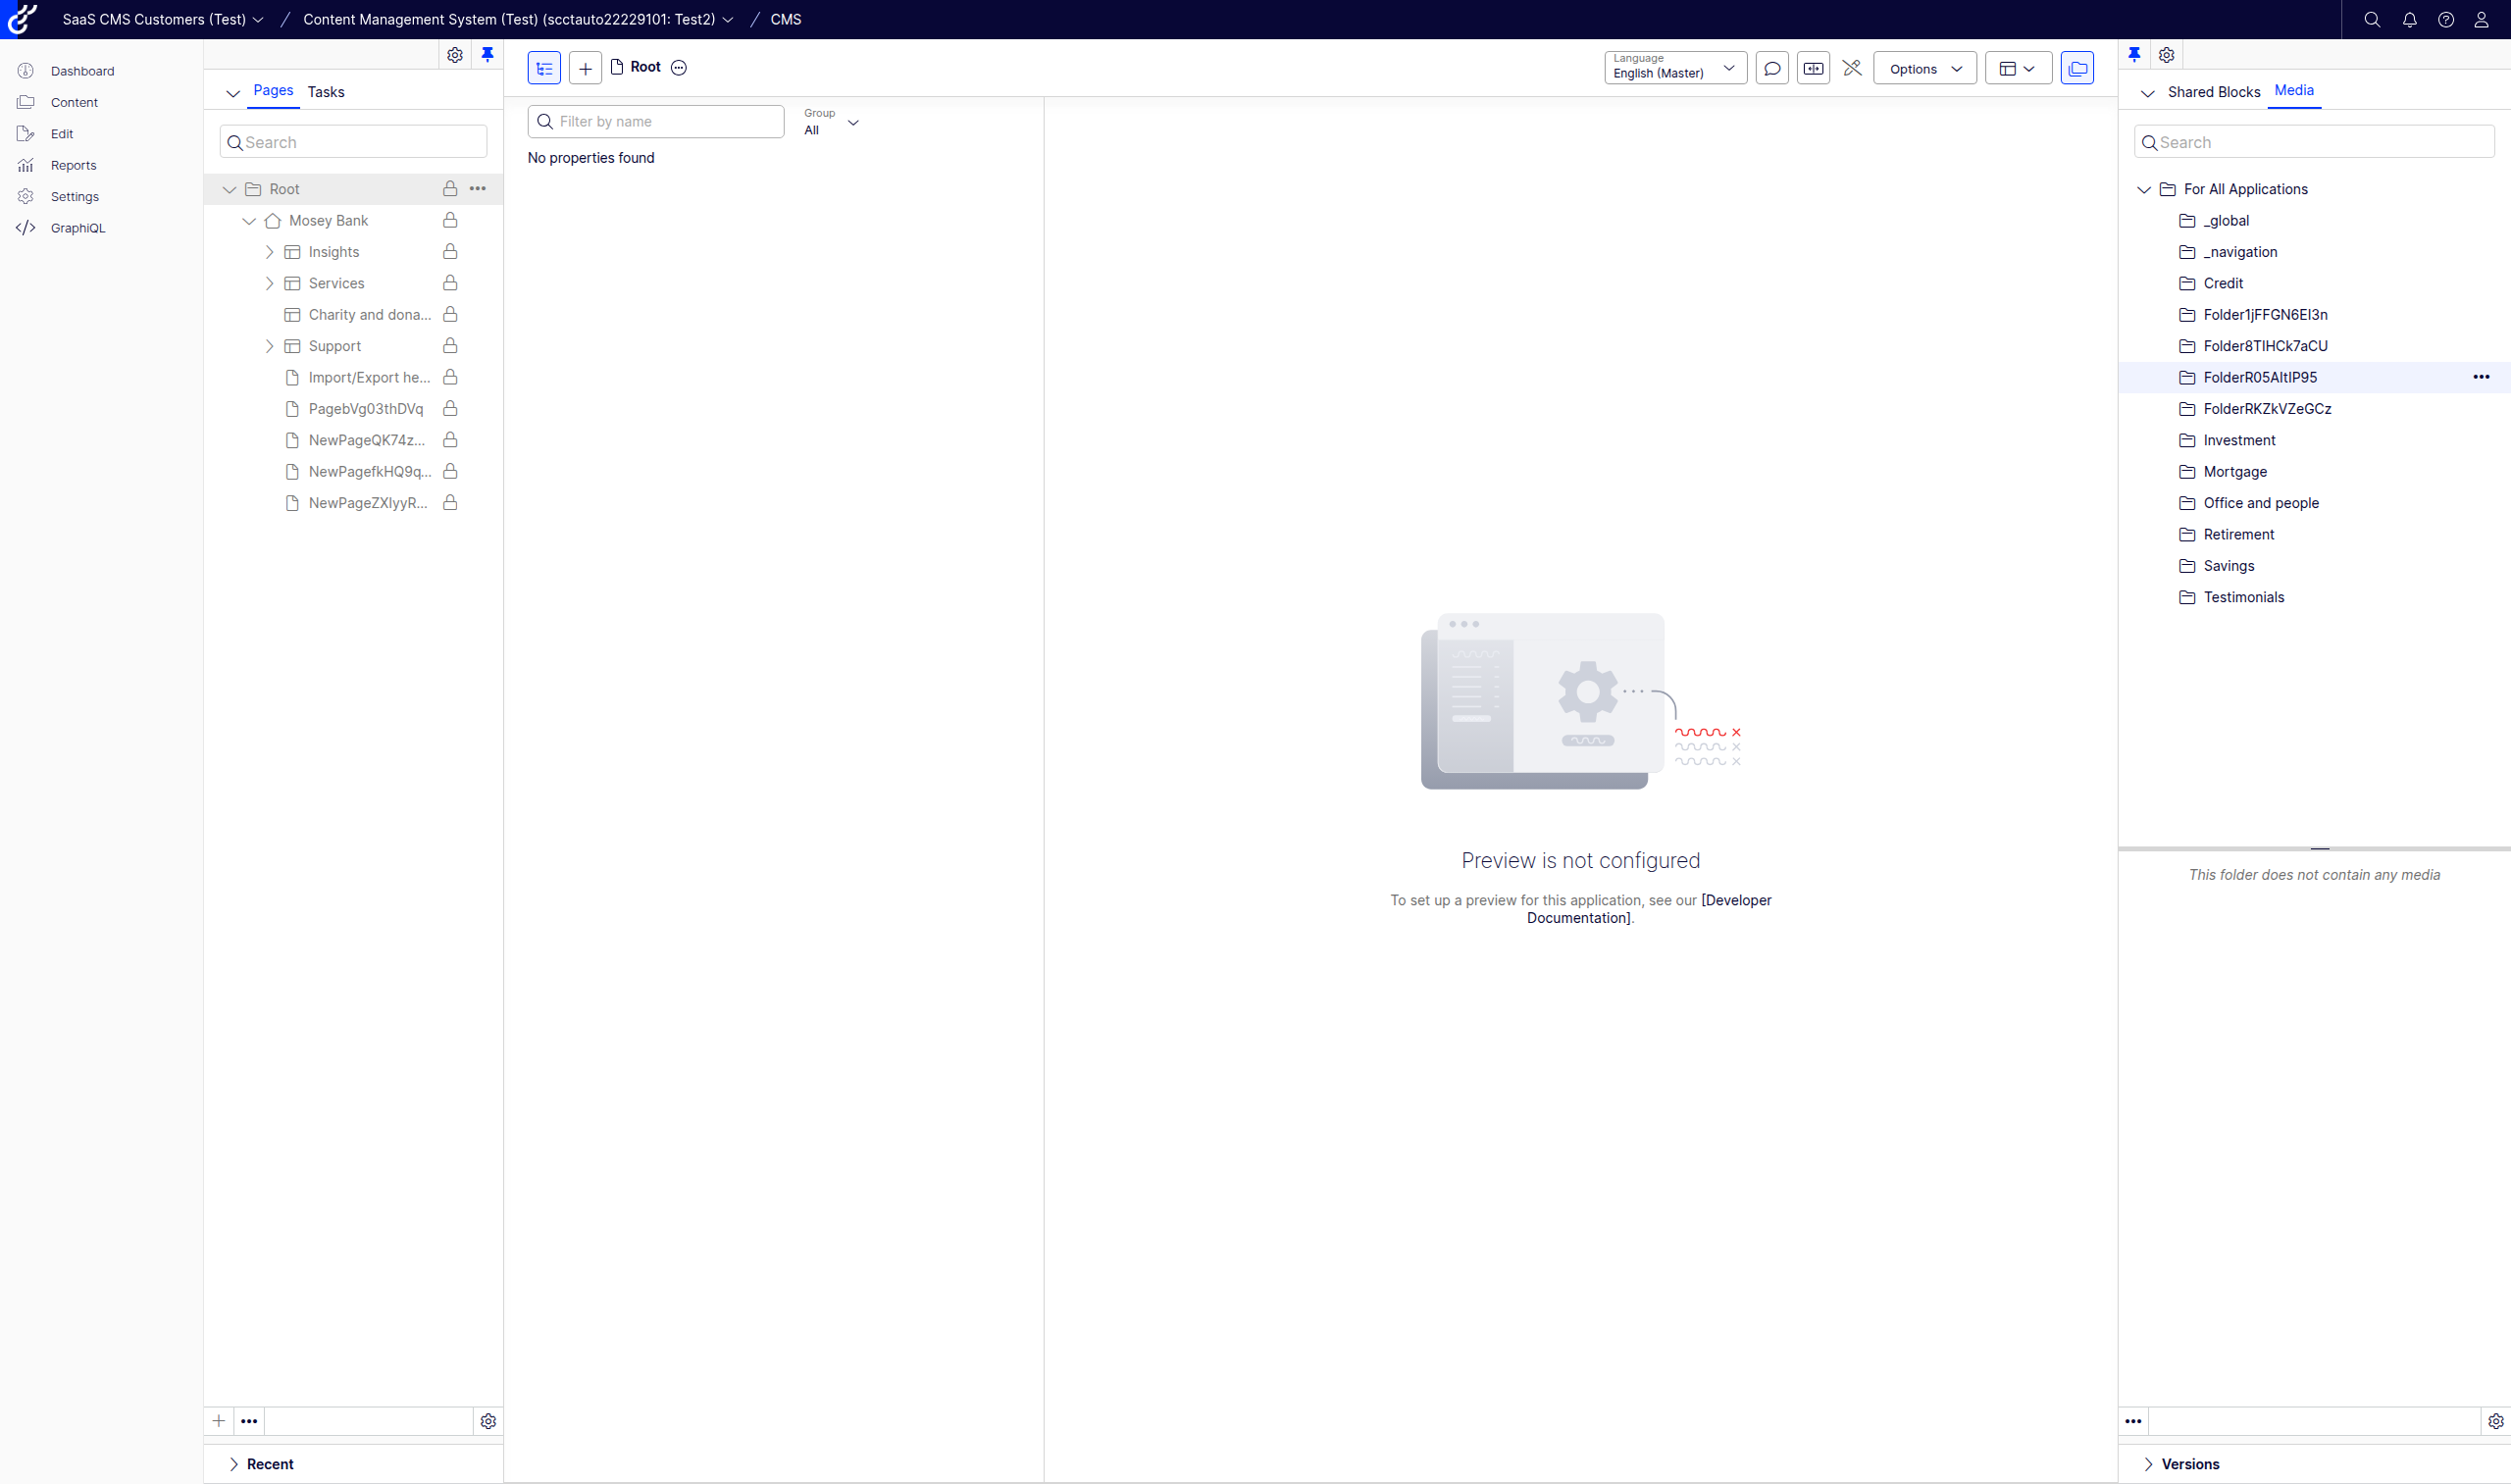 SaaS CMS Customers (Test) / Content Management System (Test) (scctauto22229101: Test2) / CMS
Dashboard
Content
Edit
Reports
Settings
GraphiQL
Pages Tasks
Search
Root
Mosey Bank
Insights
Services
Charity and dona...
Support
Import/Export he...
PagebVg03thDVq
NewPageQK74z...
NewPagefkHQ9q...
NewPageZXIyyR...
Recent
Root
Language
English (Master)
Options
Filter by name
Group
All
No properties found
Preview is not configured
To set up a preview for this application, see our [Developer
Documentation].
Shared Blocks Media
Search
For All Applications
_global
_navigation
Credit
Folder1jFFGN6EI3n
Folder8TIHCk7aCU
FolderR05AItIP95
FolderRKZkVZeGCz
Investment
Mortgage
Office and people
Retirement
Savings
Testimonials
This folder does not contain any media
Versions